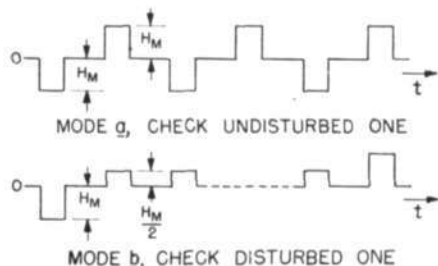 H_M
0
H_M
t
MODE a, CHECK UNDISTURBED ONE
0
H_M
H_M
2
t
MODE b, CHECK DISTURBED ONE